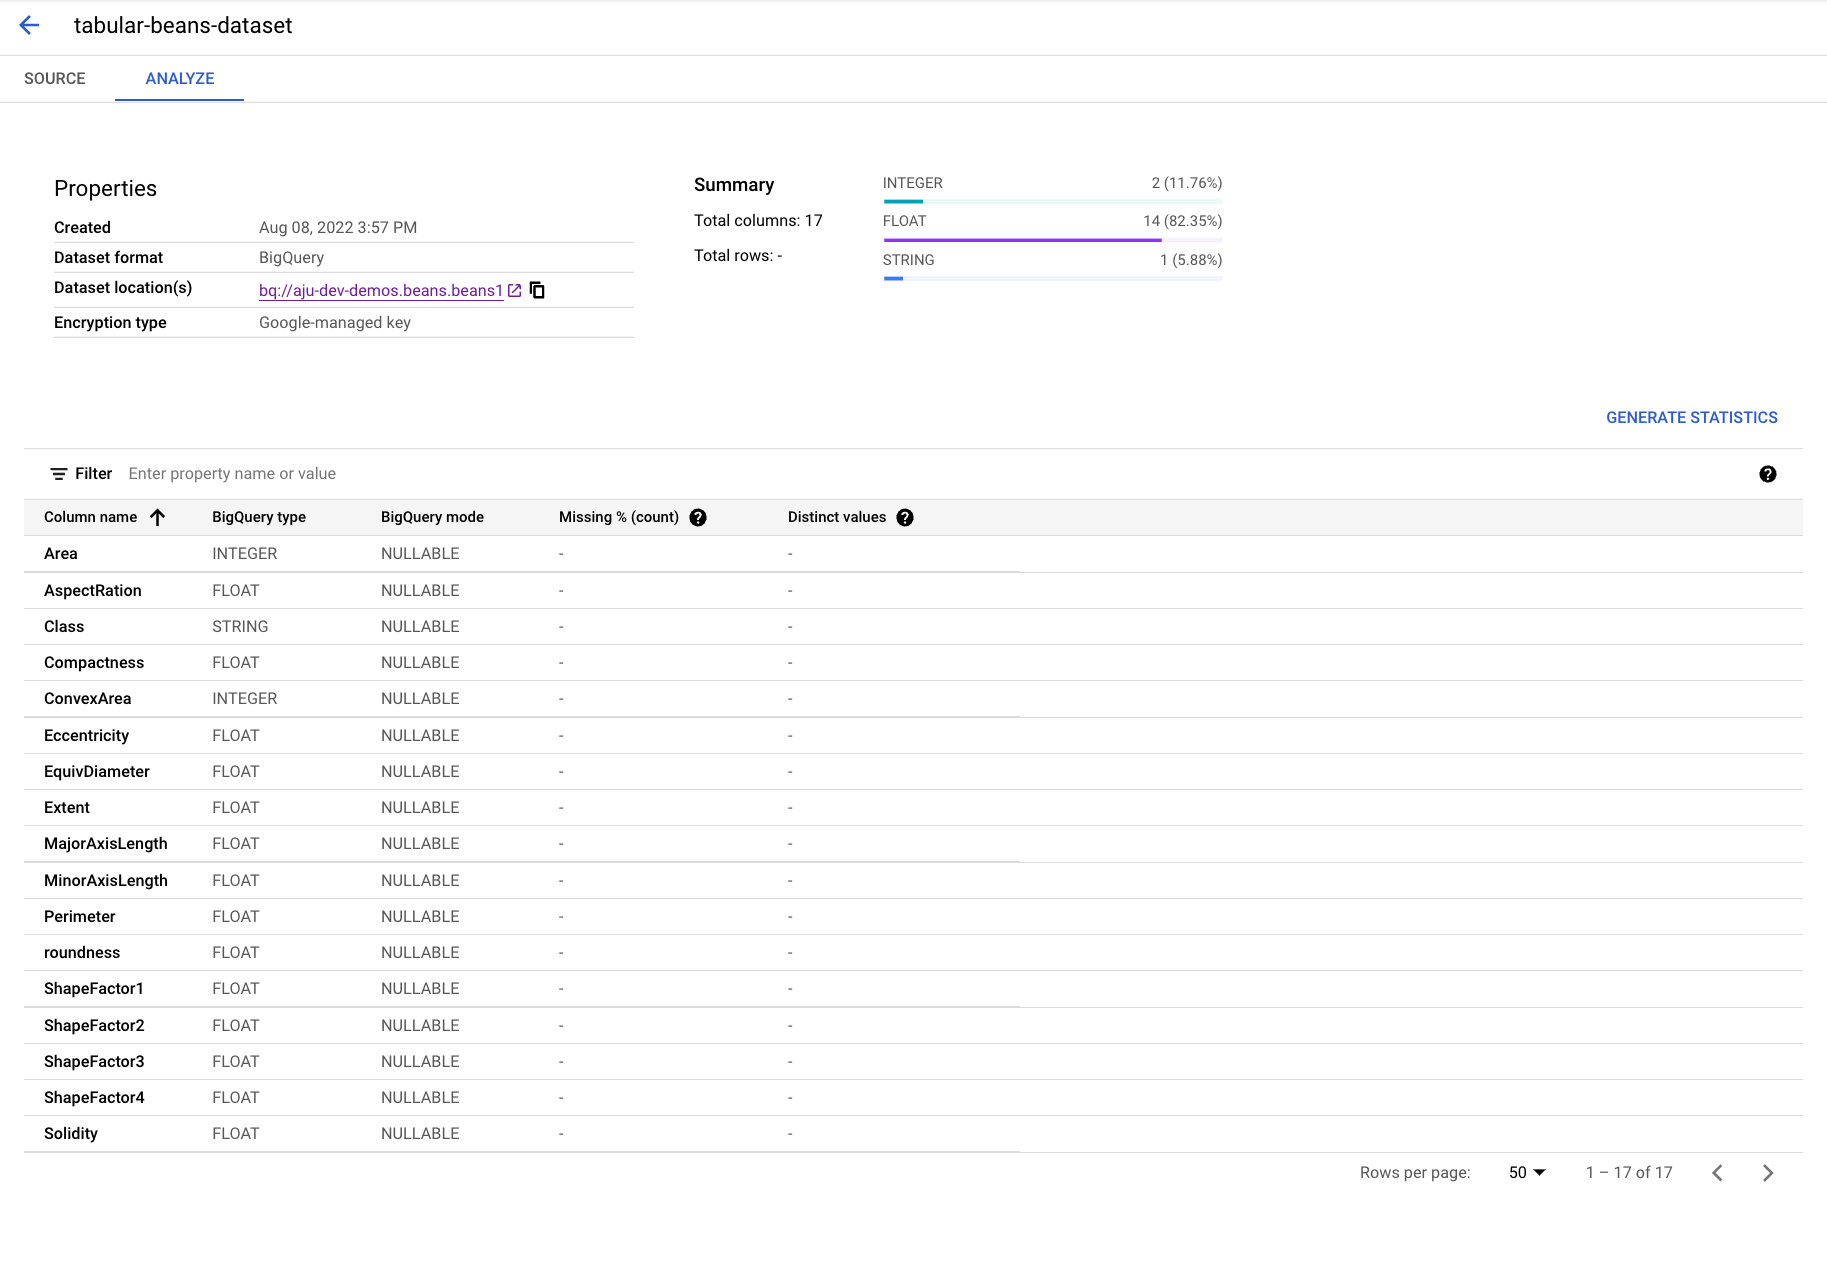 tabular-beans-dataset
SOURCE ANALYZE
Properties
Created Aug 08, 2022 3:57 PM
Dataset format BigQuery
Dataset location(s) bq://aju-dev-demos.beans.beans1
Encryption type Google-managed key
Summary
Total columns: 17
Total rows: -
INTEGER 2 (11.76%)
FLOAT 14 (82.35%)
STRING 1 (5.88%)
GENERATE STATISTICS
Filter Enter property name or value
Column name BigQuery type BigQuery mode Missing % (count) Distinct values
Area INTEGER NULLABLE - -
AspectRation FLOAT NULLABLE - -
Class STRING NULLABLE - -
Compactness FLOAT NULLABLE - -
ConvexArea INTEGER NULLABLE - -
Eccentricity FLOAT NULLABLE - -
EquivDiameter FLOAT NULLABLE - -
Extent FLOAT NULLABLE - -
MajorAxisLength FLOAT NULLABLE - -
MinorAxisLength FLOAT NULLABLE - -
Perimeter FLOAT NULLABLE - -
roundness FLOAT NULLABLE - -
ShapeFactor1 FLOAT NULLABLE - -
ShapeFactor2 FLOAT NULLABLE - -
ShapeFactor3 FLOAT NULLABLE - -
ShapeFactor4 FLOAT NULLABLE - -
Solidity FLOAT NULLABLE - -
Rows per page: 50 1 – 17 of 17